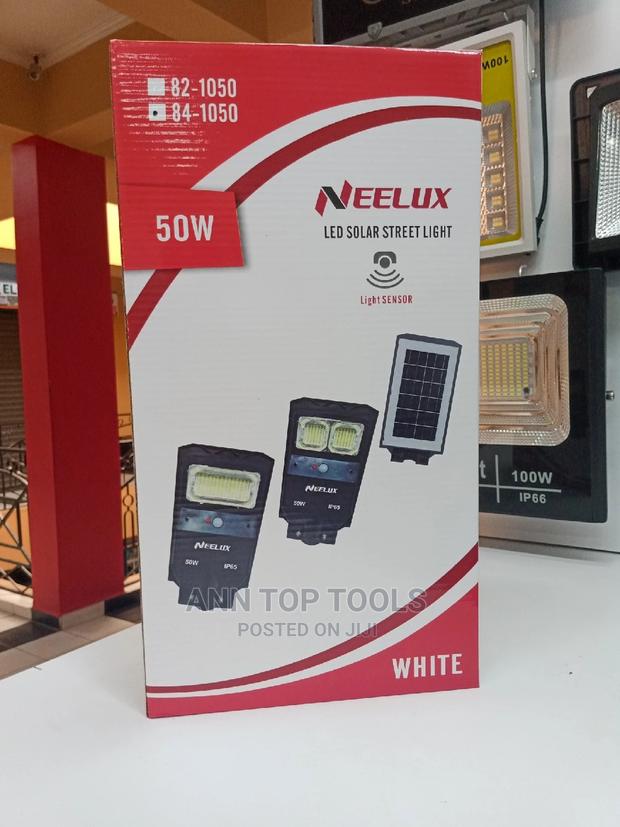 82-1050
84-1050
50W
NEELUX
LED SOLAR STREET LIGHT
Light SENSOR
NEELUX
50W IP65
NEELUX
50W IP65
WHITE
100W
100W
IP66
EL
ANN TOP TOOLS
POSTED ON JIJI